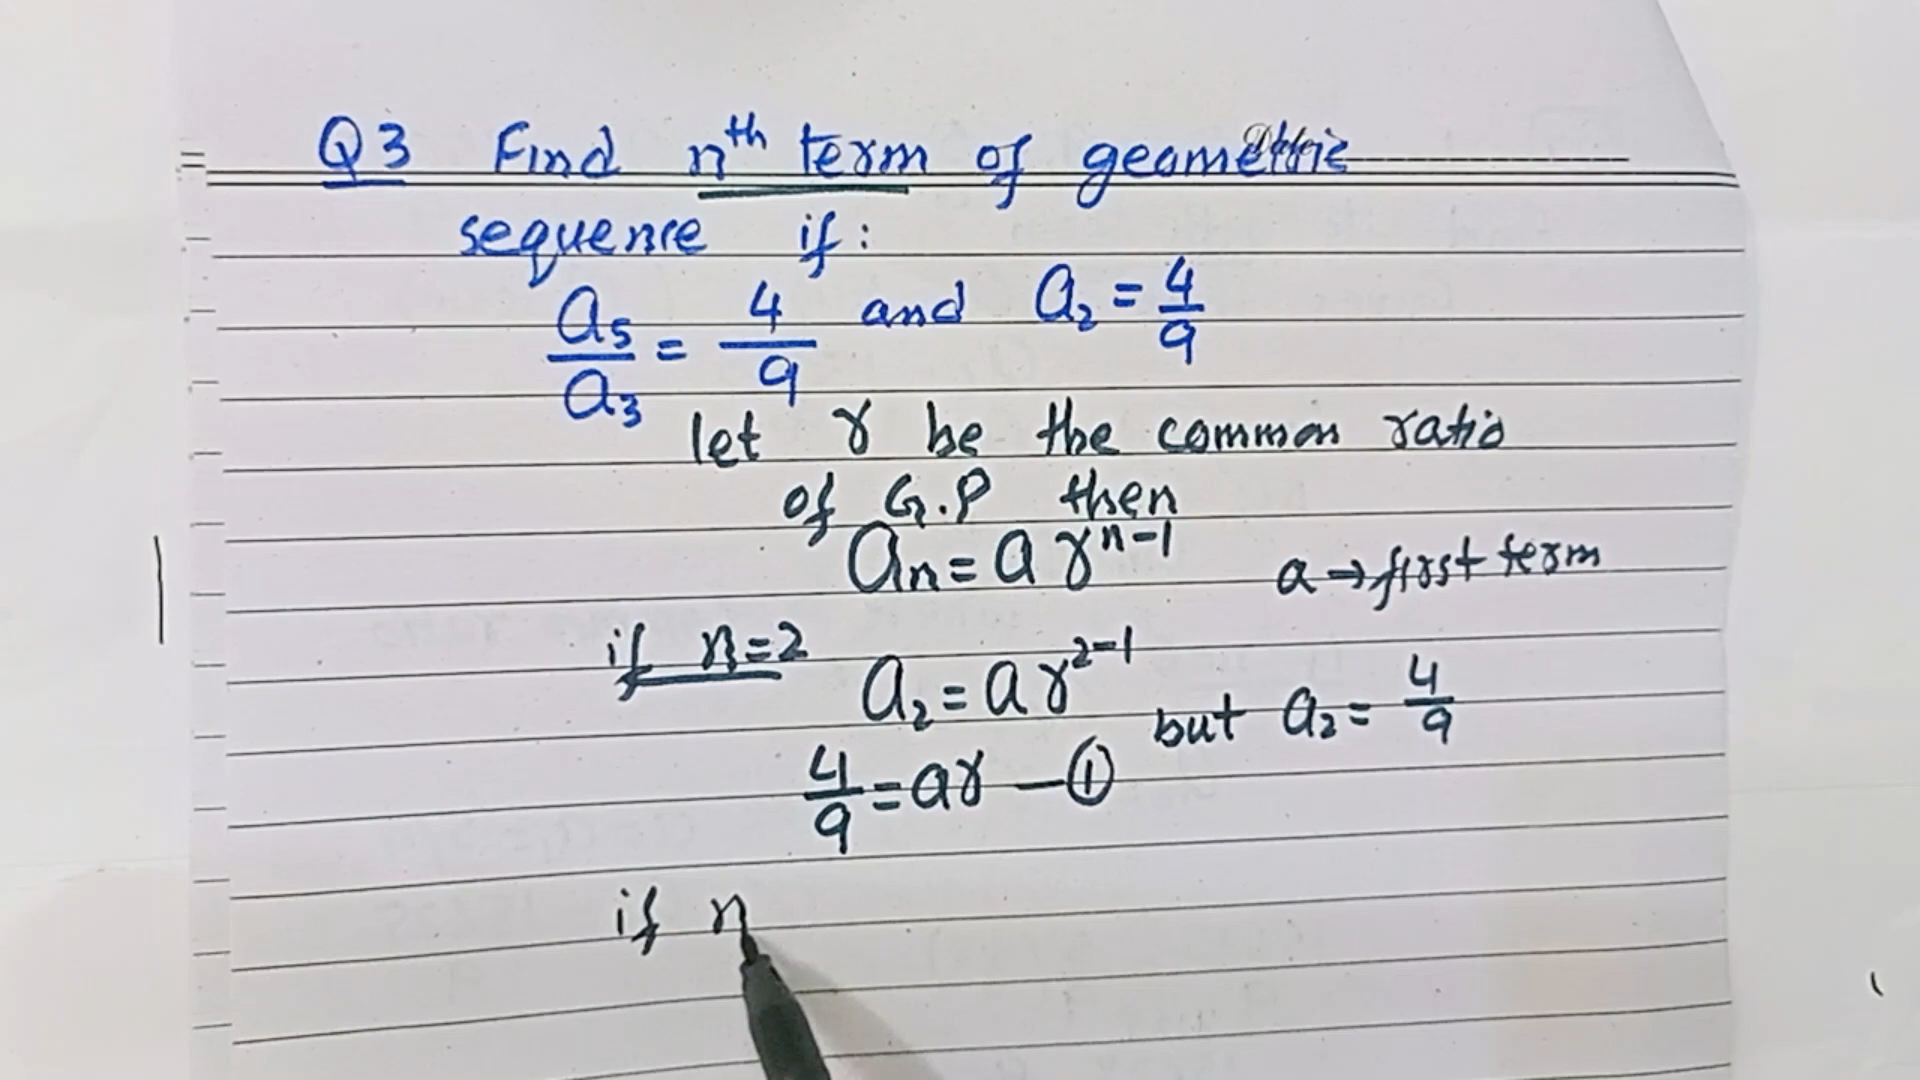 Q3 Find nᵗʰ term of geometric
sequence if:
a₅/a₃ = 4/9 and a₂ = 4/9
let r be the common ratio
of G.P then
aₙ = a rⁿ⁻¹ a → first term
if n=2 a₂ = a r²⁻¹ but a₂ = 4/9
4/9 = ar — ①
if n